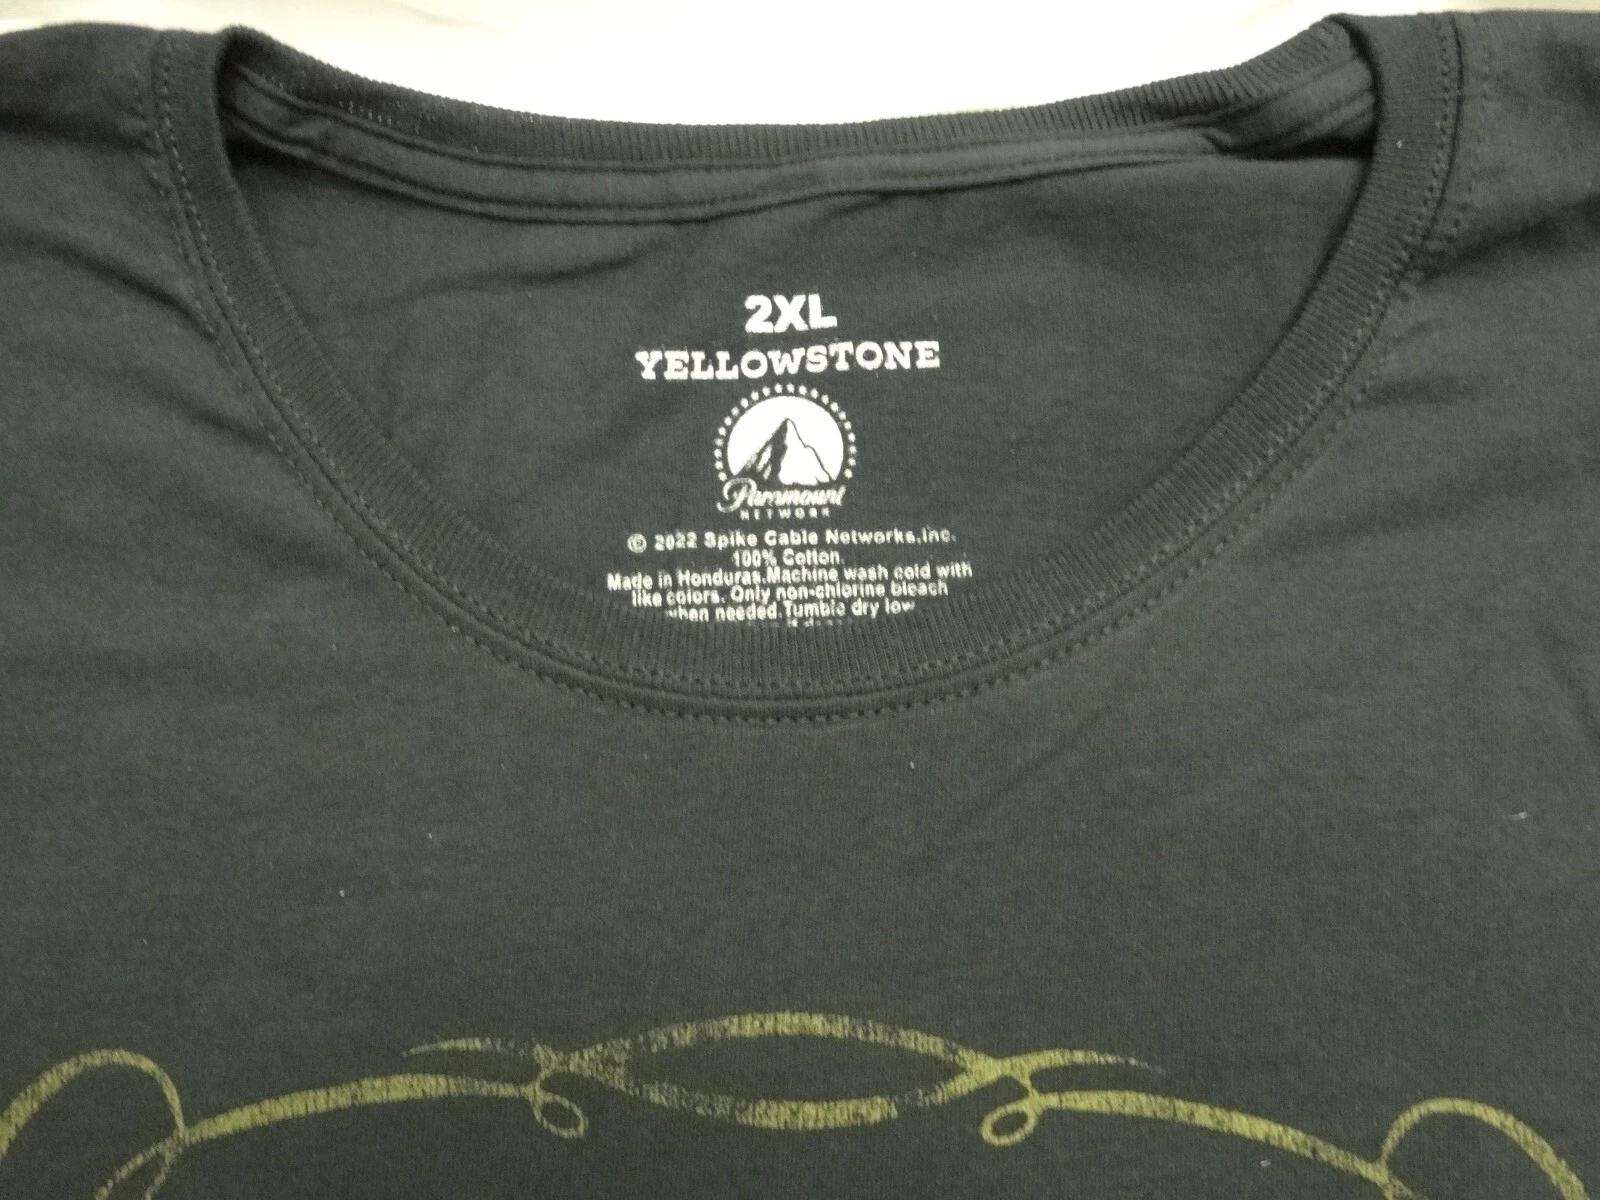 2XL
YELLOWSTONE
Paramount
NETWORK
© 2022 Spike Cable Networks.Inc.
100% Cotton.
Made in Honduras.Machine wash cold with
like colors. Only non-chlorine bleach
when needed.Tumble dry low